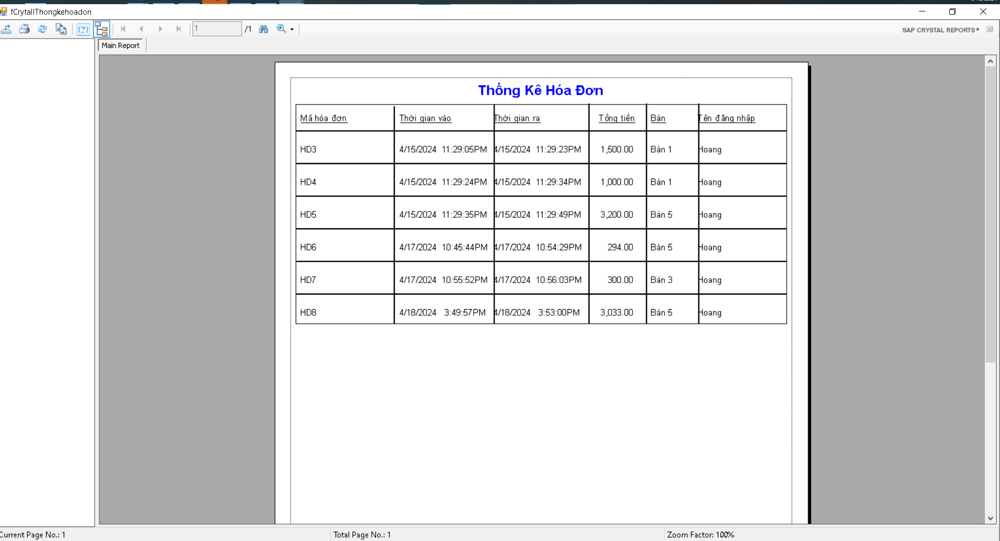 fCrytallThongkehoadon
(?)
1
/1
SAP CRYSTAL REPORTS®
Main Report
Thống Kê Hóa Đơn
Mã hóa đơn Thời gian vào Thời gian ra Tổng tiền Bàn Tên đăng nhập
HD3 4/15/2024 11:29:05PM 4/15/2024 11:29:23PM 1,500.00 Bàn 1 Hoang
HD4 4/15/2024 11:29:24PM 4/15/2024 11:29:34PM 1,000.00 Bàn 1 Hoang
HD5 4/15/2024 11:29:35PM 4/15/2024 11:29:49PM 3,200.00 Bàn 5 Hoang
HD6 4/17/2024 10:45:44PM 4/17/2024 10:54:29PM 294.00 Bàn 5 Hoang
HD7 4/17/2024 10:55:52PM 4/17/2024 10:56:03PM 300.00 Bàn 3 Hoang
HD8 4/18/2024 3:49:57PM 4/18/2024 3:53:00PM 3,033.00 Bàn 5 Hoang
Current Page No.: 1 Total Page No.: 1 Zoom Factor: 100%